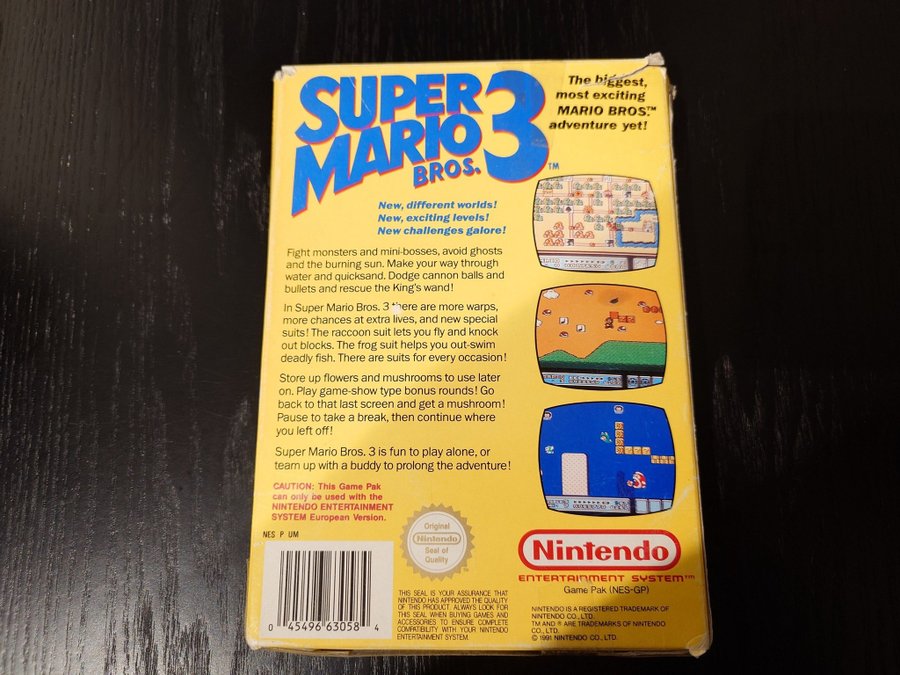 SUPER
MARIO
BROS. 3™
The biggest,
most exciting
MARIO BROS.™
adventure yet!
New, different worlds!
New, exciting levels!
New challenges galore!
Fight monsters and mini-bosses, avoid ghosts
and the burning sun. Make your way through
water and quicksand. Dodge cannon balls and
bullets and rescue the King's wand!
In Super Mario Bros. 3 there are more warps,
more chances at extra lives, and new special
suits! The raccoon suit lets you fly and knock
out blocks. The frog suit helps you out-swim
deadly fish. There are suits for every occasion!
Store up flowers and mushrooms to use later
on. Play game-show type bonus rounds! Go
back to that last screen and get a mushroom!
Pause to take a break, then continue where
you left off!
Super Mario Bros. 3 is fun to play alone, or
team up with a buddy to prolong the adventure!
CAUTION: This Game Pak
can only be used with the
NINTENDO ENTERTAINMENT
SYSTEM European Version.
NES P UM
0 45496 63058 4
Original
Nintendo
Seal of
Quality
THIS SEAL IS YOUR ASSURANCE THAT
NINTENDO HAS APPROVED THE QUALITY
OF THIS PRODUCT. ALWAYS LOOK FOR
THIS SEAL WHEN BUYING GAMES AND
ACCESSORIES TO ENSURE COMPLETE
COMPATIBILITY WITH YOUR NINTENDO
ENTERTAINMENT SYSTEM.
Nintendo®
ENTERTAINMENT SYSTEM™
Game Pak (NES-GP)
NINTENDO IS A REGISTERED TRADEMARK OF
NINTENDO CO., LTD.
TM AND ® ARE TRADEMARKS OF NINTENDO
CO., LTD.
© 1991 NINTENDO CO., LTD.